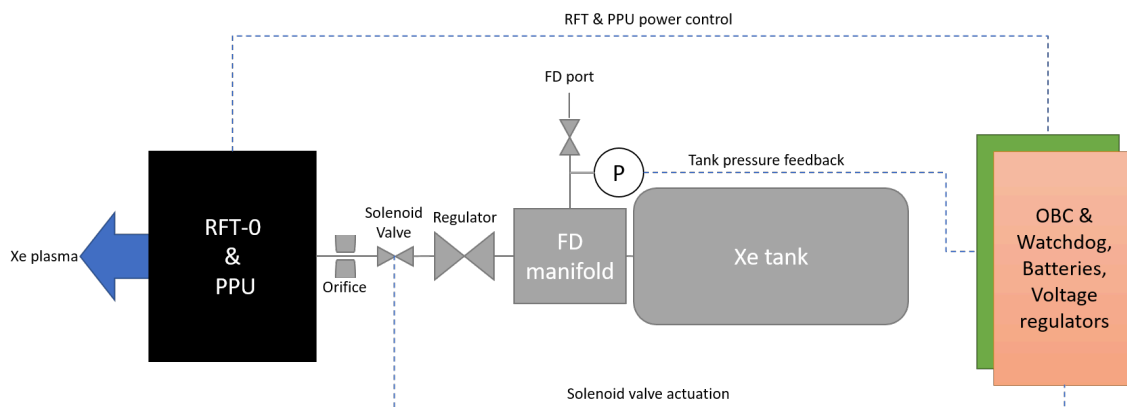 RFT & PPU power control
FD port
P
Tank pressure feedback
Solenoid
Valve
Regulator
RFT-0
&
PPU
FD
manifold
Xe tank
OBC &
Watchdog,
Batteries,
Voltage
regulators
Xe plasma
Orifice
Solenoid valve actuation